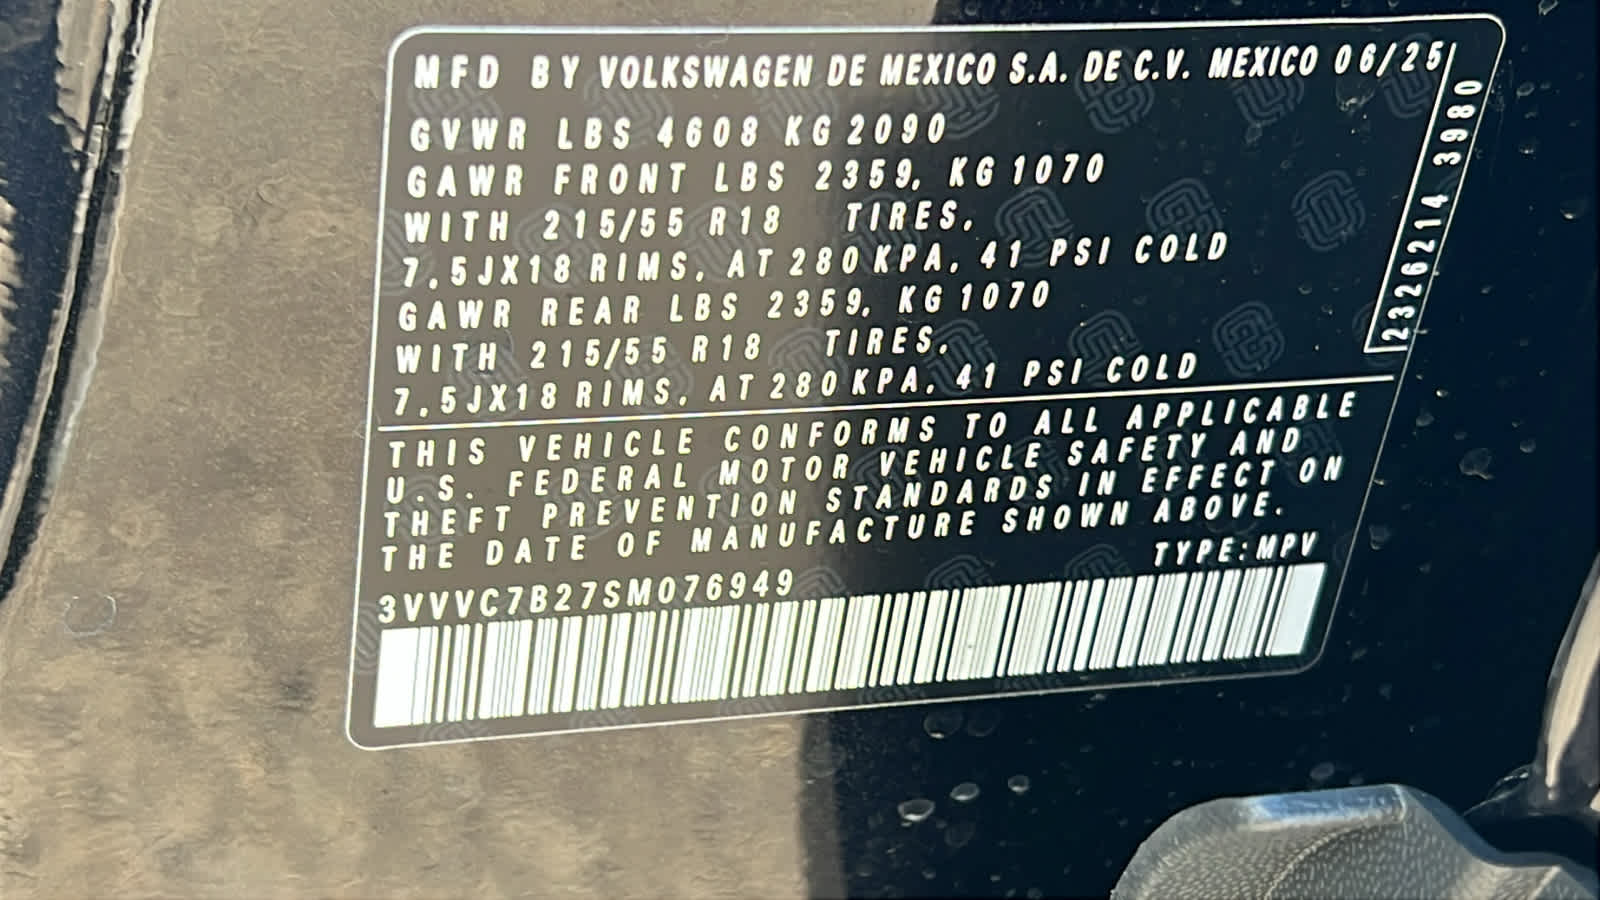 MFD BY VOLKSWAGEN DE MEXICO S.A. DE C.V. MEXICO 06/25
GVWR LBS 4608 KG 2090
GAWR FRONT LBS 2359, KG 1070
WITH 215/55 R18 TIRES,
7,5JX18 RIMS, AT 280 KPA, 41 PSI COLD
GAWR REAR LBS 2359, KG 1070
WITH 215/55 R18 TIRES,
7,5JX18 RIMS, AT 280 KPA, 41 PSI COLD
2326214 3980
THIS VEHICLE CONFORMS TO ALL APPLICABLE
U.S. FEDERAL MOTOR VEHICLE SAFETY AND
THEFT PREVENTION STANDARDS IN EFFECT ON
THE DATE OF MANUFACTURE SHOWN ABOVE.
TYPE:MPV
3VVVC7B27SM076949